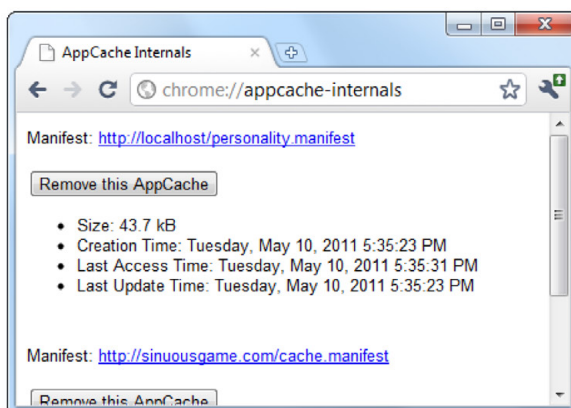 AppCache Internals
chrome://appcache-internals
Manifest: http://localhost/personality.manifest
Remove this AppCache
Size: 43.7 kB
Creation Time: Tuesday, May 10, 2011 5:35:23 PM
Last Access Time: Tuesday, May 10, 2011 5:35:31 PM
Last Update Time: Tuesday, May 10, 2011 5:35:23 PM
Manifest: http://sinuousgame.com/cache.manifest
Remove this AppCache